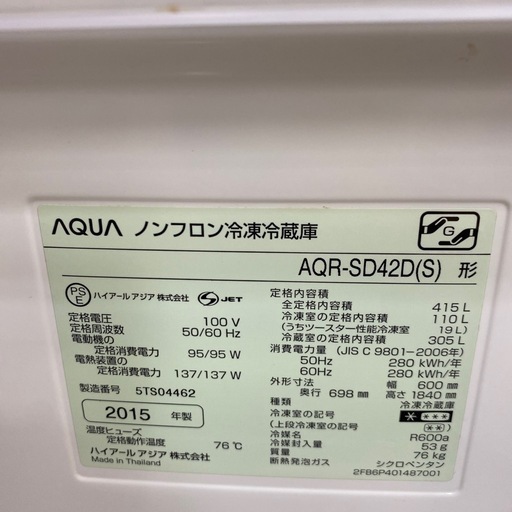 AQUA ノンフロン冷凍冷蔵庫
G
AQR-SD42D(S) 形
PS E ハイアール アジア 株式会社 S JET
定格電圧 100 V
定格周波数 50/60 Hz
電動機の
定格消費電力 95/95 W
電熱装置の
定格消費電力 137/137 W
製造番号 5TS04462
2015 年製
温度ヒューズ
定格動作温度 76℃
ハイアール アジア 株式会社
Made in Thailand
定格内容積
全定格内容積 415 L
冷凍室の定格内容積 110 L
(うちツースター性能冷凍室 19 L)
冷蔵室の定格内容積 305 L
消費電力量 (JIS C 9801-2006年)
50Hz 280 kWh/年
60Hz 280 kWh/年
外形寸法 幅 600 mm
奥行 698 mm 高さ 1840 mm
種類 冷凍冷蔵庫
冷凍室の記号 * ***
(上段冷凍室の記号) (**)
冷媒名 R600a
冷媒封入量 53 g
質量 76 kg
断熱発泡ガス シクロペンタン
2FB6P401487001